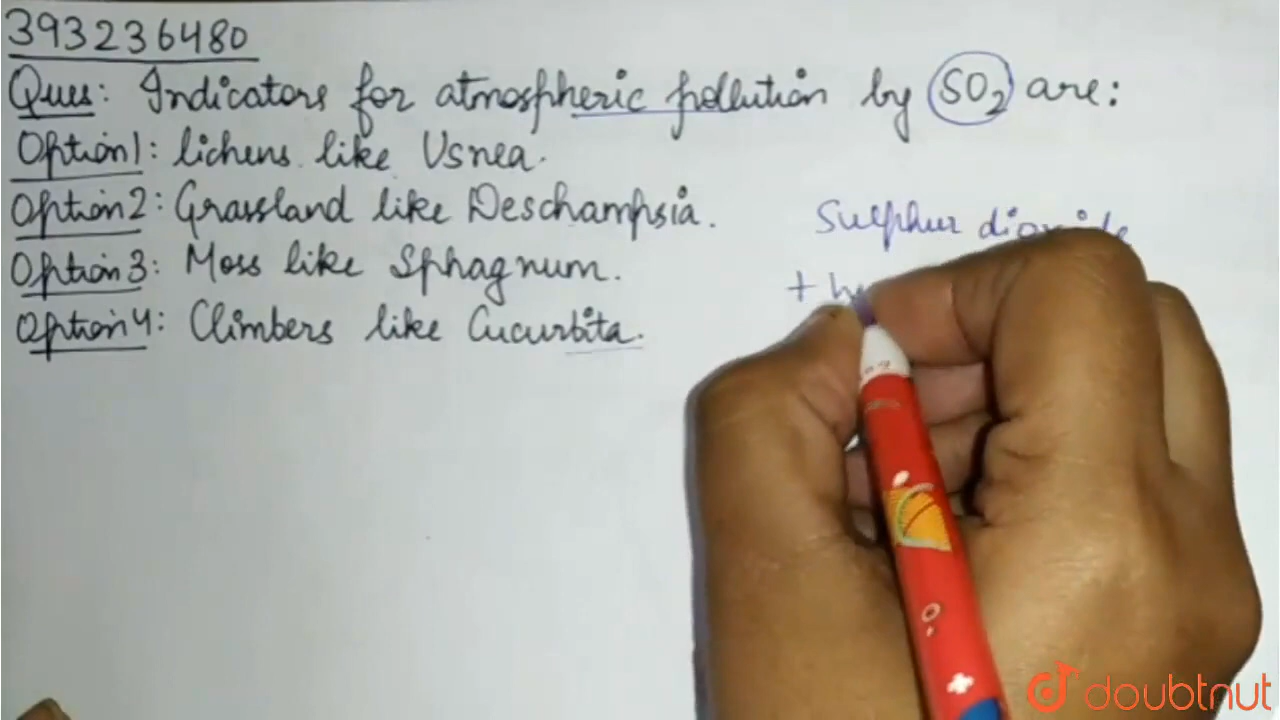 393236480
Ques: Indicators for atmospheric pollution by SO2 are:
Option1: lichens like Usnea.
Option2: Grassland like Deschampsia.
Option3: Moss like Sphagnum.
Option4: Climbers like Cucurbita.
Sulphur dioxide
+
doubtnut